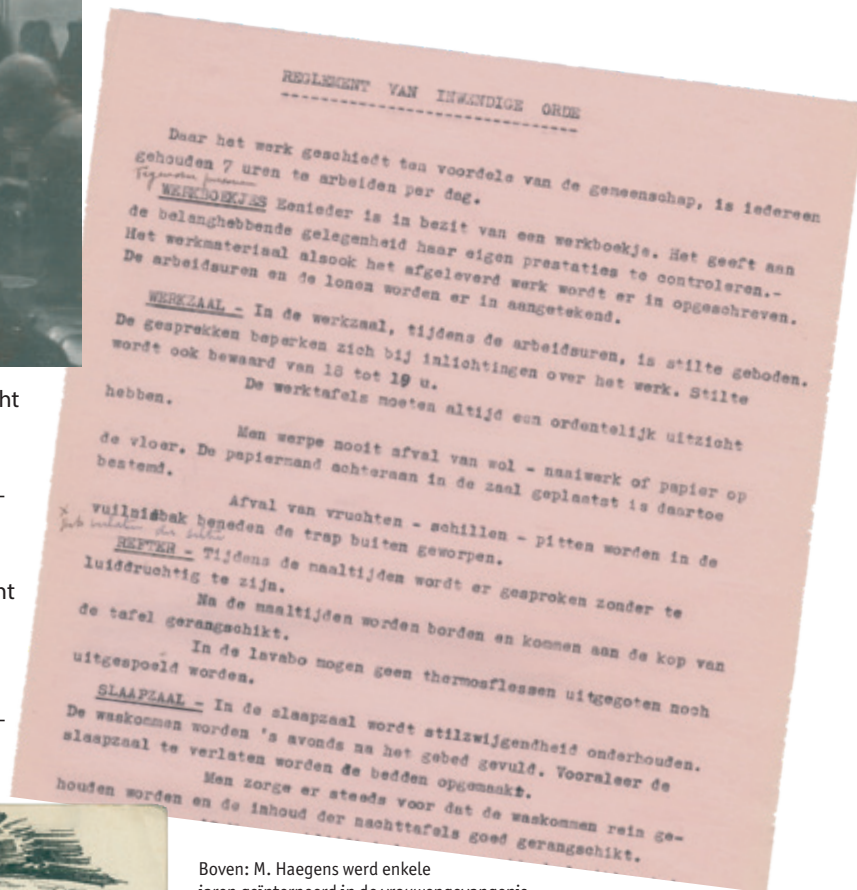 REGLEMENT VAN INWENDIGE ORDE
Daar het werk geschiedt ten voordele van de gemeenschap, is iedereen
gehouden 7 uren te arbeiden per dag.
WERKBOEKJES Eenieder is in bezit van een werkboekje. Het geeft aan
de belanghebbende gelegenheid haar eigen prestaties te controleren.-
Het werkmateriaal alsook het afgeleverd werk wordt er in opgeschreven.
De arbeidsuren en de lonen worden er in aangetekend.
WERKZAAL - In de werkzaal, tijdens de arbeidsuren, is stilte geboden.
De gesprekken beperken zich bij inlichtingen over het werk. Stilte
wordt ook bewaard van 18 tot 19 u.
De werktafels moeten altijd een ordentelijk uitzicht
hebben.
Men werpe nooit afval van wol - naaiwerk of papier op
de vloer. De papiermand achteraan in de zaal geplaatst is daartoe
bestemd.
Afval van vruchten - schillen - pitten worden in de
vuilnisbak beneden de trap buiten geworpen.
REFTER - Tijdens de maaltijden wordt er gesproken zonder te
luiddruchtig te zijn.
Na de maaltijden worden borden en kommen aan de kop van
de tafel gerangschikt.
In de lavabo mogen geen thermosflessen uitgegoten noch
uitgespoeld worden.
SLAAPZAAL - In de slaapzaal wordt stilzwijgendheid onderhouden.
De waskommen worden 's avonds na het gebed gevuld. Vooraleer de
slaapzaal te verlaten worden de bedden opgemaakt.
Men zorge er steeds voor dat de waskommen rein ge-
houden worden en de inhoud der nachttafels goed gerangschikt.
ht
-
nt
-
Boven: M. Haegens werd enkele
jaren geïnterneerd in de vrouwengevangenis